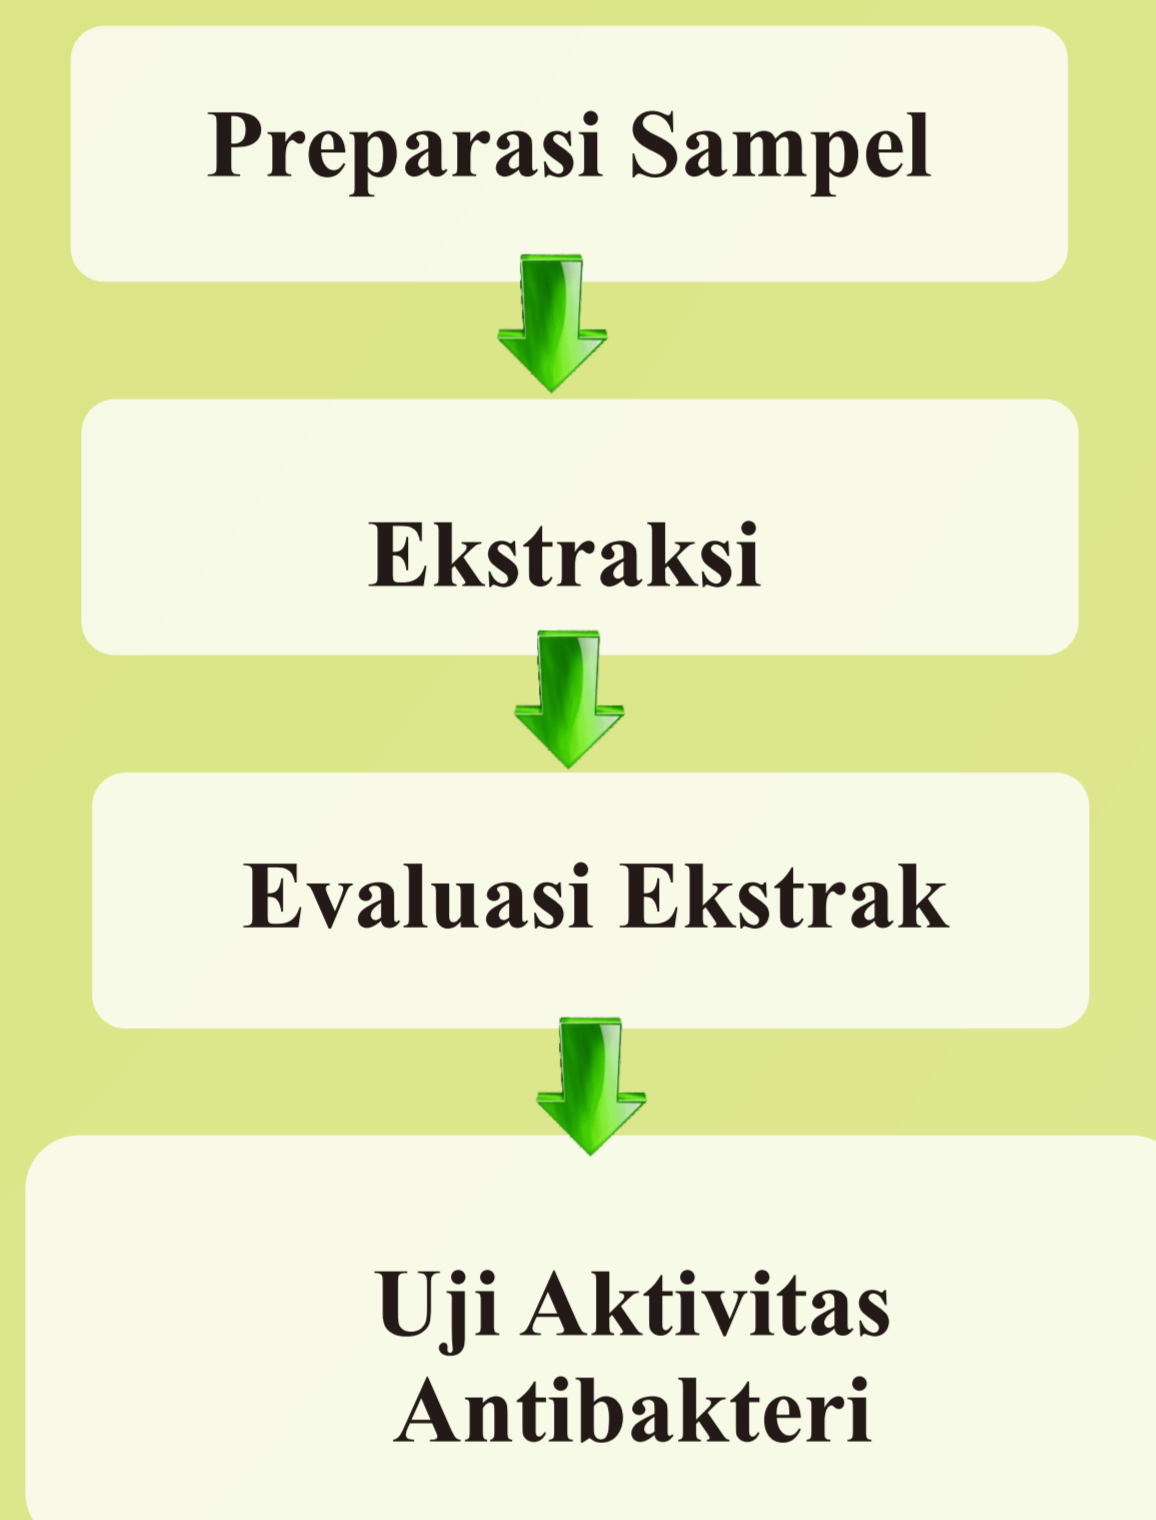 Preparasi Sampel
Ekstraksi
Evaluasi Ekstrak
Uji Aktivitas
Antibakteri